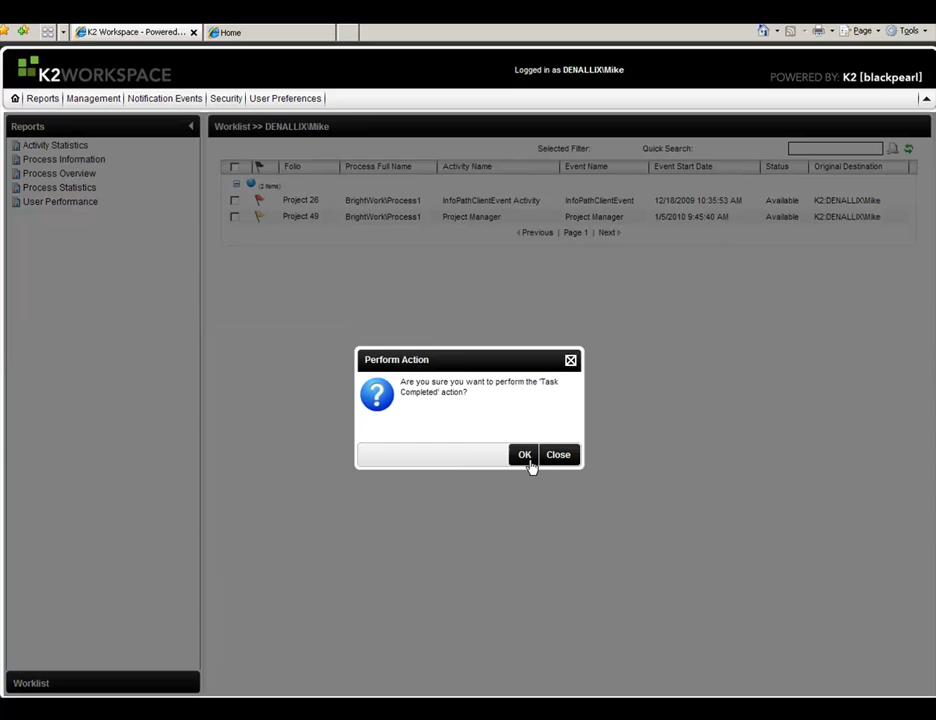 K2 Workspace - Powered... Home Page Tools
K2WORKSPACE
Logged in as DENALLIX\Mike
POWERED BY: K2 [blackpearl]
Reports Management Notification Events Security User Preferences
Reports
Worklist >> DENALLIX\Mike
Activity Statistics
Process Information
Process Overview
Process Statistics
User Performance
Selected Filter: Quick Search:
Folio Process Full Name Activity Name Event Name Event Start Date Status Original Destination
(2 items)
Project 26 BrightWork\Process1 InfoPathClientEvent Activity InfoPathClientEvent 12/18/2009 10:35:53 AM Available K2:DENALLIX\Mike
Project 49 BrightWork\Process1 Project Manager Project Manager 1/5/2010 9:45:40 AM Available K2:DENALLIX\Mike
Previous | Page 1 | Next
Perform Action
Are you sure you want to perform the 'Task
Completed' action?
OK Close
Worklist